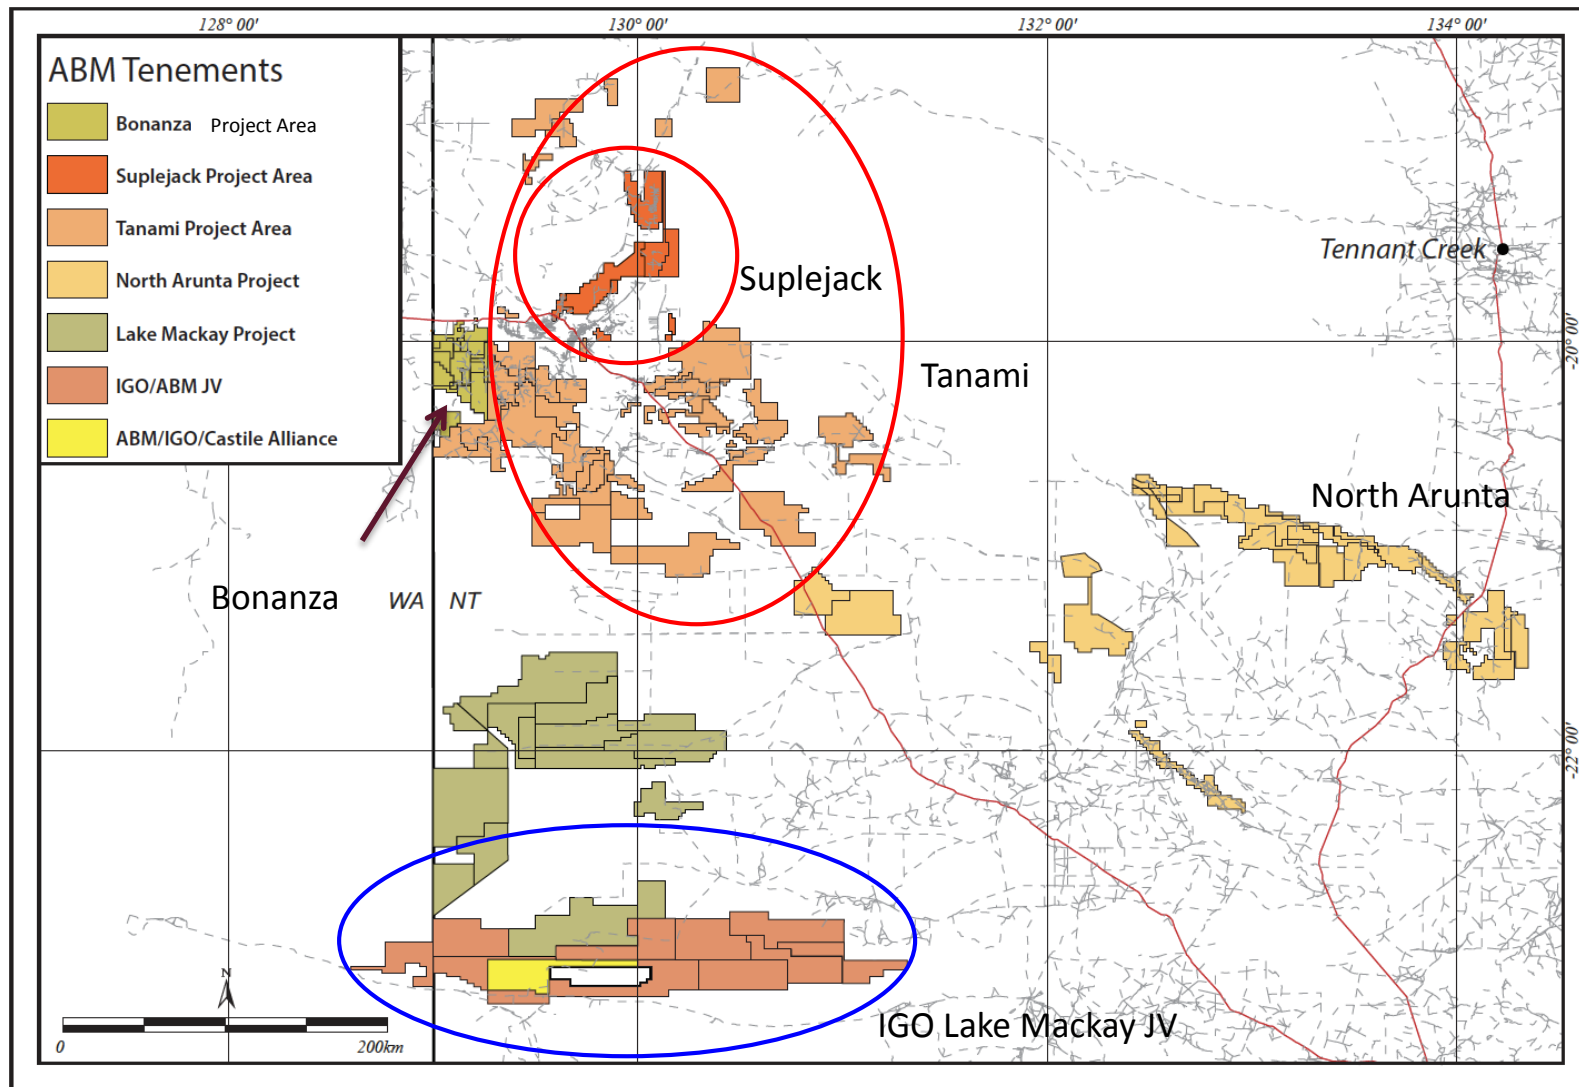 128° 00'
130° 00'
132° 00'
134° 00'
ABM Tenements
Bonanza Project Area
Suplejack Project Area
Tanami Project Area
North Arunta Project
Lake Mackay Project
IGO/ABM JV
ABM/IGO/Castile Alliance
Tennant Creek
Suplejack
-20° 00'
Tanami
North Arunta
Bonanza
WA
NT
-22° 00'
N
IGO Lake Mackay JV
0
200km